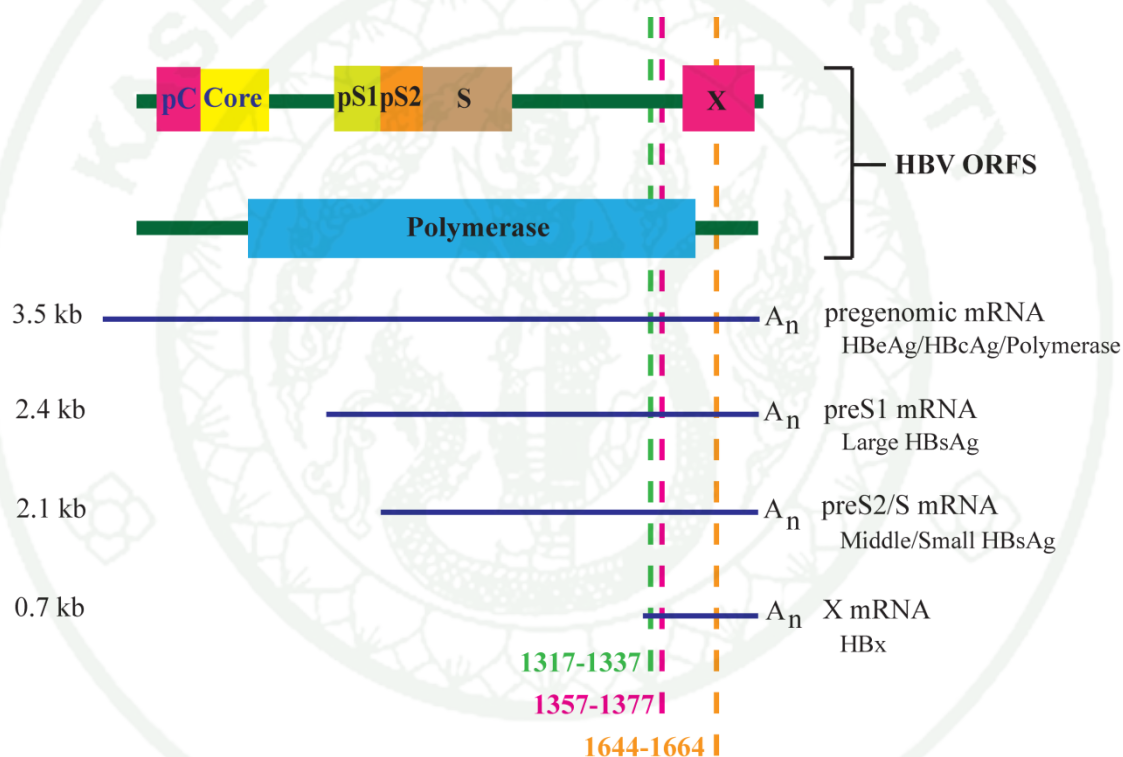 KASETSART UNIVERSITY
pC Core pS1 pS2 S X
HBV ORFS
Polymerase
3.5 kb An pregenomic mRNA
HBeAg/HBcAg/Polymerase
2.4 kb An preS1 mRNA
Large HBsAg
2.1 kb An preS2/S mRNA
Middle/Small HBsAg
0.7 kb An X mRNA
HBx
1317-1337
1357-1377
1644-1664